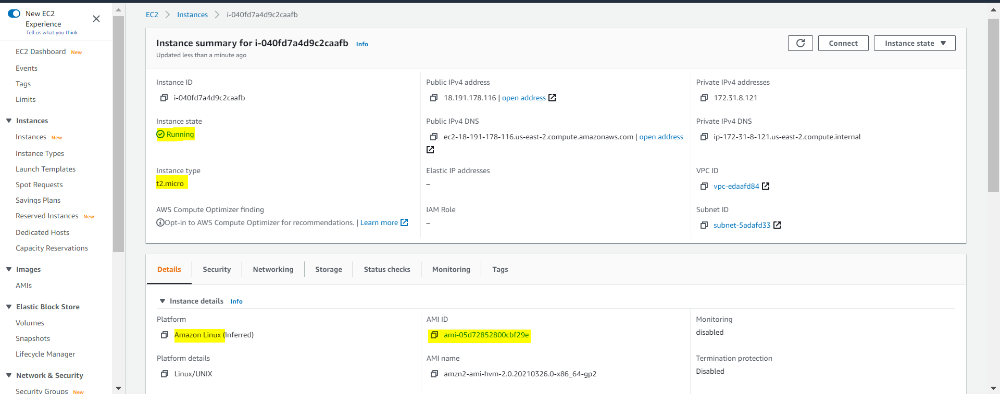 New EC2
Experience
Tell us what you think
EC2 Dashboard New
Events
Tags
Limits
Instances
Instances New
Instance Types
Launch Templates
Spot Requests
Savings Plans
Reserved Instances New
Dedicated Hosts
Capacity Reservations
Images
AMIs
Elastic Block Store
Volumes
Snapshots
Lifecycle Manager
Network & Security
Security Groups New
EC2 Instances i-040fd7a4d9c2caafb
Instance summary for i-040fd7a4d9c2caafb Info
Updated less than a minute ago
Connect
Instance state
Instance ID
i-040fd7a4d9c2caafb
Public IPv4 address
18.191.178.116 | open address
Private IPv4 addresses
172.31.8.121
Instance state
Running
Public IPv4 DNS
ec2-18-191-178-116.us-east-2.compute.amazonaws.com | open address
Private IPv4 DNS
ip-172-31-8-121.us-east-2.compute.internal
Instance type
t2.micro
Elastic IP addresses
–
VPC ID
vpc-edaafd84
AWS Compute Optimizer finding
Opt-in to AWS Compute Optimizer for recommendations. | Learn more
IAM Role
–
Subnet ID
subnet-5adafd33
Details Security Networking Storage Status checks Monitoring Tags
Instance details Info
Platform
Amazon Linux (Inferred)
AMI ID
ami-05d72852800cbf29e
Monitoring
disabled
Platform details
Linux/UNIX
AMI name
amzn2-ami-hvm-2.0.20210326.0-x86_64-gp2
Termination protection
Disabled